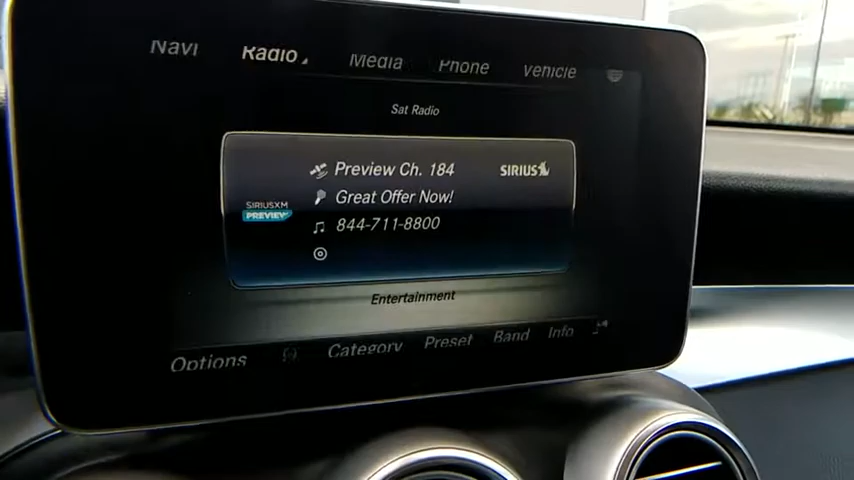 Navi Radio Media Phone Vehicle
Sat Radio
Preview Ch. 184 SIRIUS
Great Offer Now!
SIRIUSXM
PREVIEW
844-711-8800
Entertainment
Options Category Preset Band Info